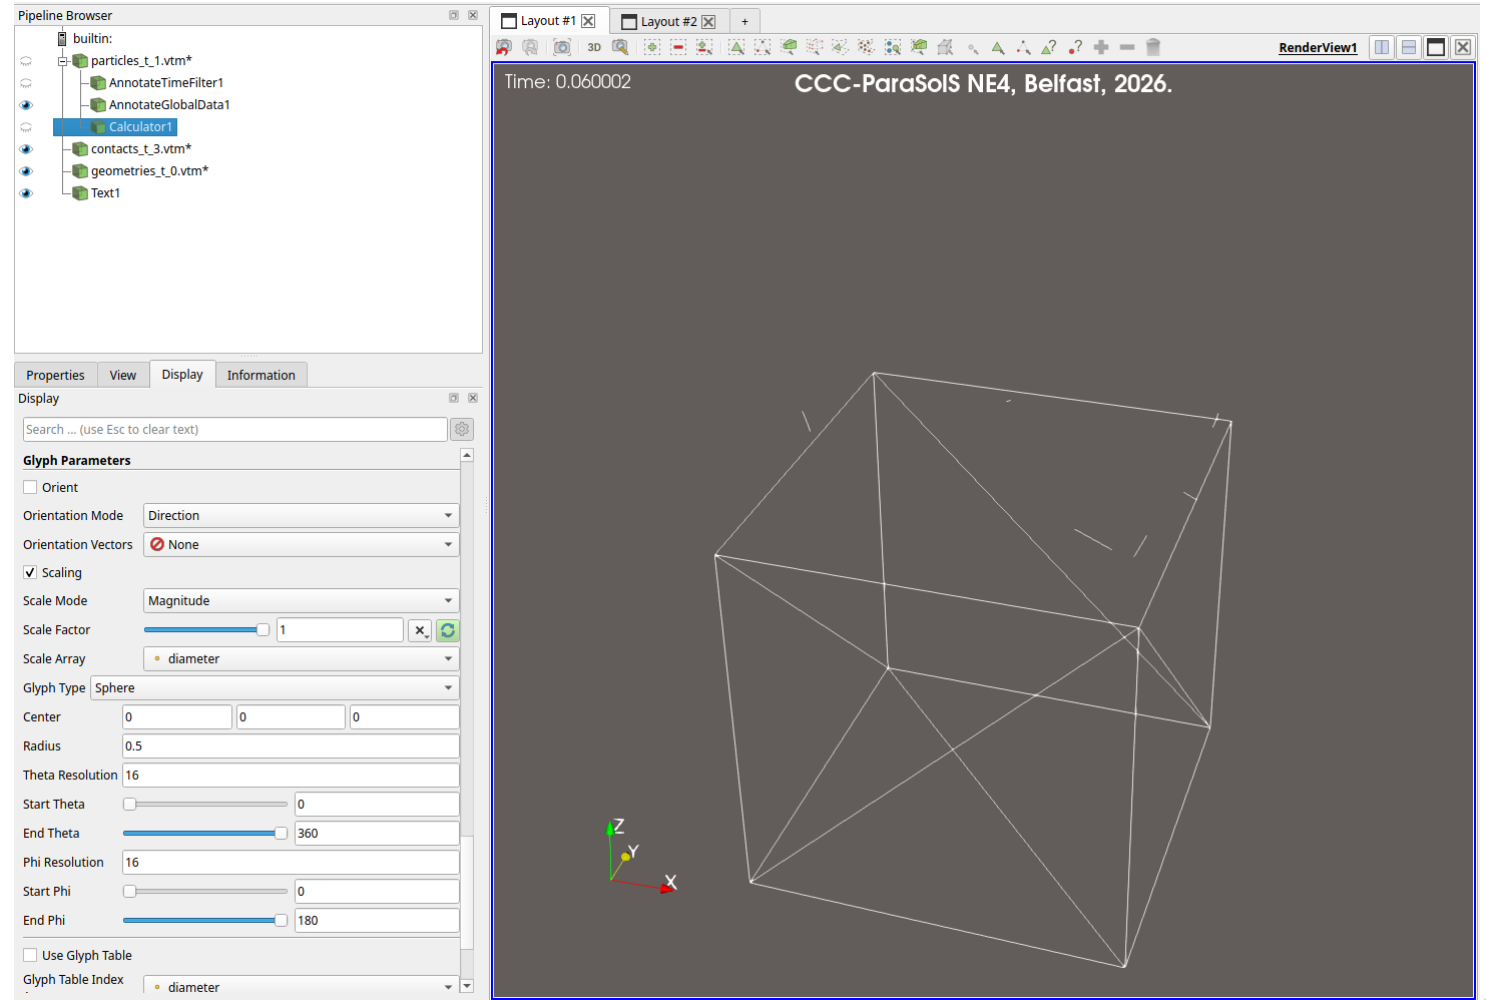 Pipeline Browser
builtin:
particles_t_1.vtm*
AnnotateTimeFilter1
AnnotateGlobalData1
Calculator1
contacts_t_3.vtm*
geometries_t_0.vtm*
Text1
Properties View Display Information
Display
Search ... (use Esc to clear text)
Glyph Parameters
Orient
Orientation Mode Direction
Orientation Vectors None
Scaling
Scale Mode Magnitude
Scale Factor 1
Scale Array diameter
Glyph Type Sphere
Center 0 0 0
Radius 0.5
Theta Resolution 16
Start Theta 0
End Theta 360
Phi Resolution 16
Start Phi 0
End Phi 180
Use Glyph Table
Glyph Table Index diameter
Layout #1 Layout #2 +
3D RenderView1
Time: 0.060002
CCC-ParaSolS NE4, Belfast, 2026.
Z
Y
X